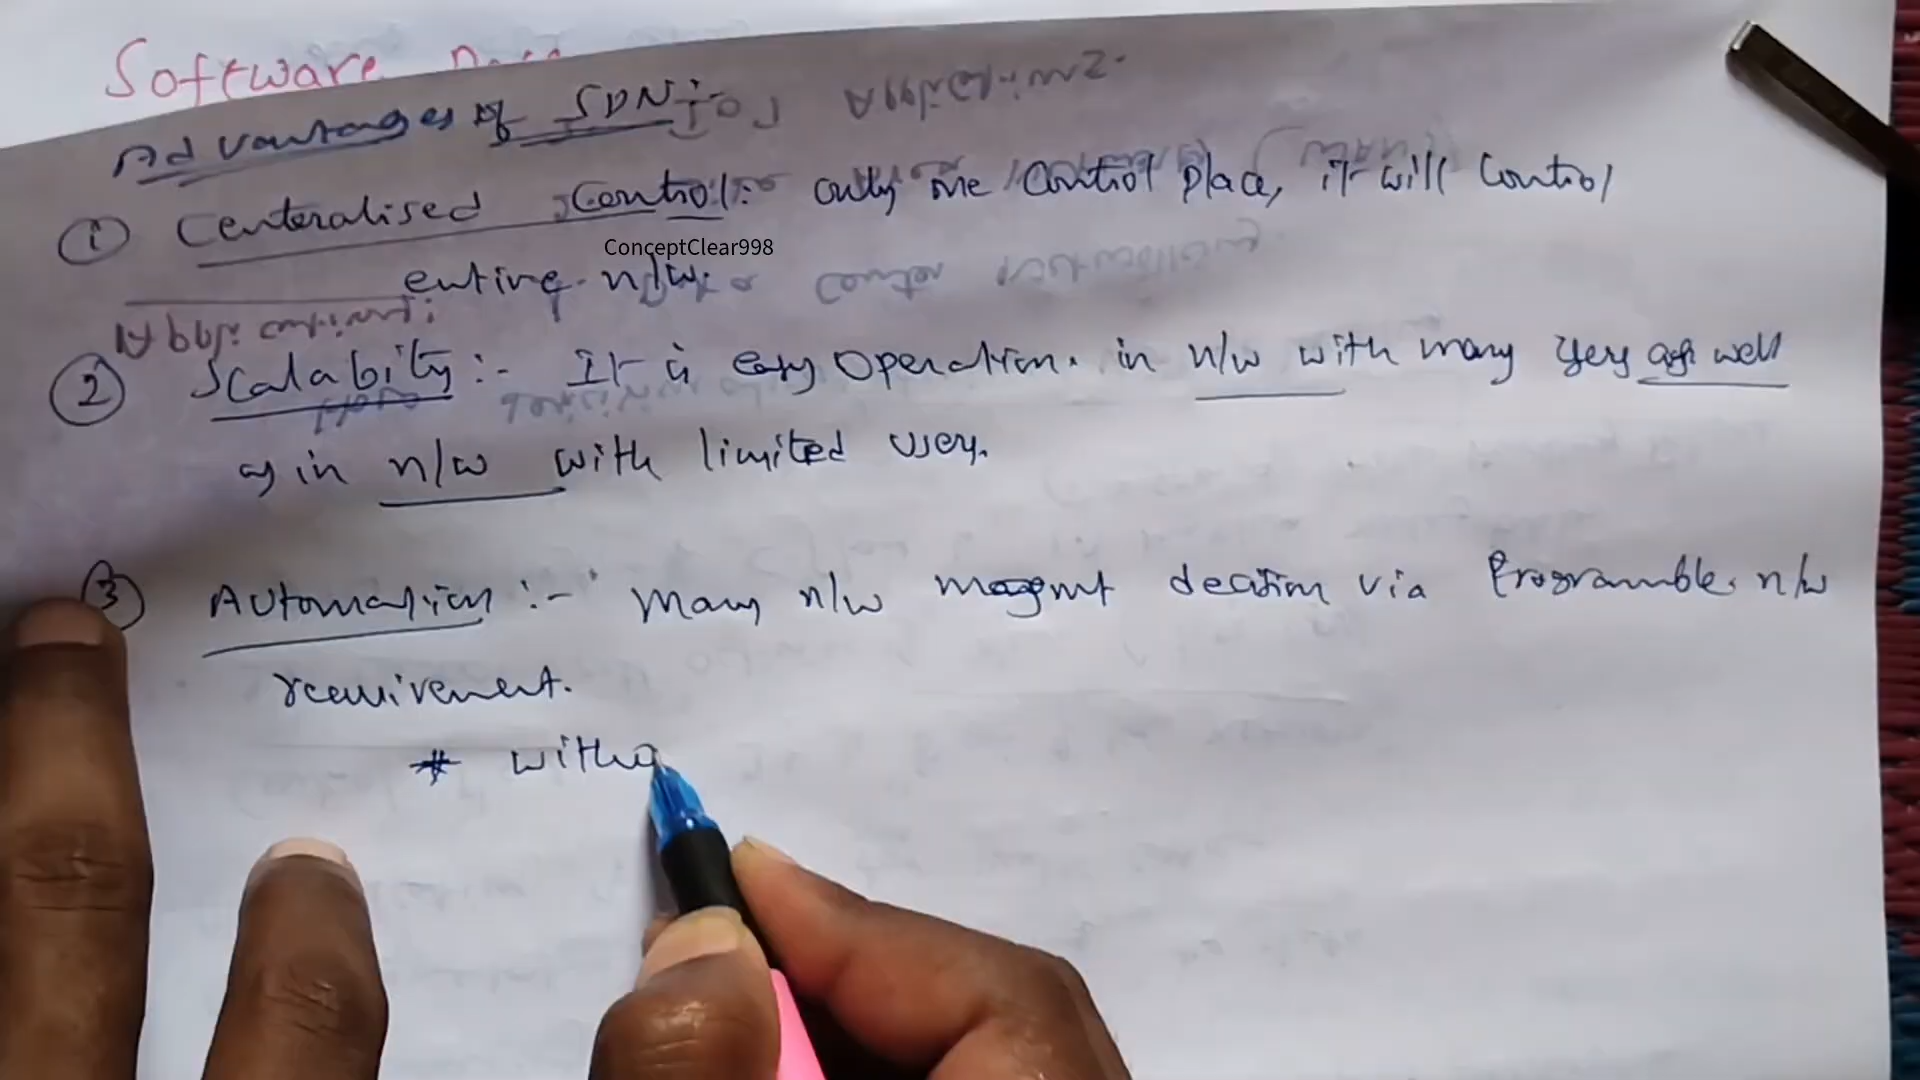 Software
Advantages of SDN:-
① Centeralised Control: only one control place, it will control
ConceptClear998
entire n/w.
② Scalability :- It is easy operation. in n/w with many users as well
as in n/w with limited users.
③ Automation :- many n/w magmt decision via Programble n/w
requirement.
* witho